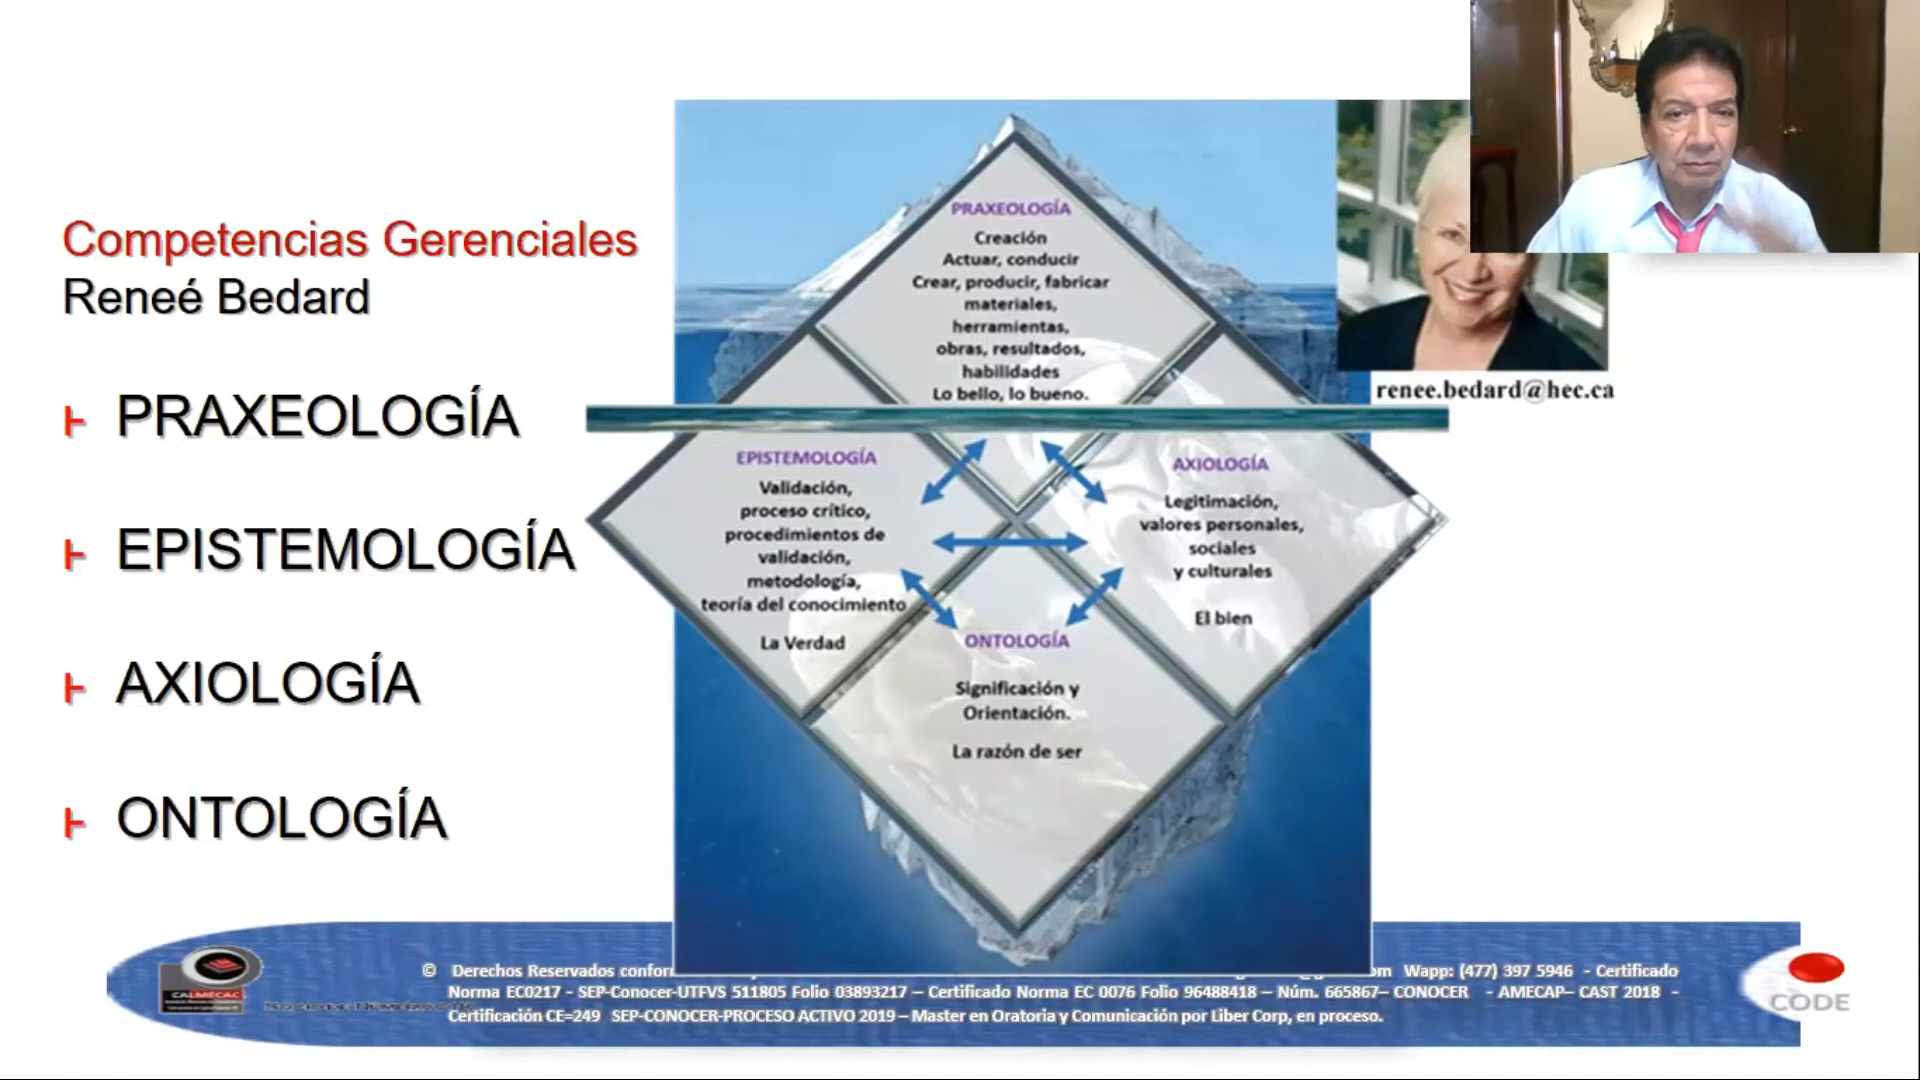 Competencias Gerenciales
Reneé Bedard
PRAXEOLOGÍA
EPISTEMOLOGÍA
AXIOLOGÍA
ONTOLOGÍA
PRAXEOLOGÍA
Creación
Actuar, conducir
Crear, producir, fabricar
materiales,
herramientas,
obras, resultados,
habilidades
Lo bello, lo bueno.
EPISTEMOLOGÍA
Validación,
proceso crítico,
procedimientos de
validación,
metodología,
teoría del conocimiento
La Verdad
AXIOLOGÍA
Legitimación,
valores personales,
sociales
y culturales
El bien
ONTOLOGÍA
Significación y
Orientación.
La razón de ser
renee.bedard@hec.ca
© Derechos Reservados Wapp: (477) 397 5946 - Certificado
Norma EC0217 - SEP-Conocer-UTFVS 511805 Folio 03893217 – Certificado Norma EC 0076 Folio 96488418 – Núm. 665867– CONOCER - AMECAP– CAST 2018 -
Certificación CE=249 SEP-CONOCER-PROCESO ACTIVO 2019 – Master en Oratoria y Comunicación por Liber Corp, en proceso.
CALMECAC
CODE